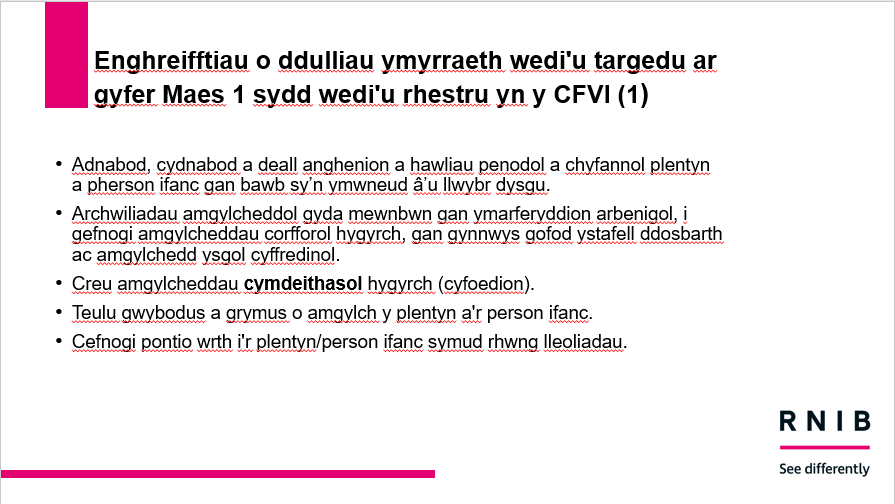 Enghreifftiau o ddulliau ymyrraeth wedi'u targedu ar
gyfer Maes 1 sydd wedi'u rhestru yn y CFVI (1)
• Adnabod, cydnabod a deall anghenion a hawliau penodol a chyfannol plentyn
a pherson ifanc gan bawb sy’n ymwneud â’u llwybr dysgu.
• Archwiliadau amgylcheddol gyda mewnbwn gan ymarferyddion arbenigol, i
gefnogi amgylcheddau corfforol hygyrch, gan gynnwys gofod ystafell ddosbarth
ac amgylchedd ysgol cyffredinol.
• Creu amgylcheddau cymdeithasol hygyrch (cyfoedion).
• Teulu gwybodus a grymus o amgylch y plentyn a'r person ifanc.
• Cefnogi pontio wrth i'r plentyn/person ifanc symud rhwng lleoliadau.
RNIB
See differently